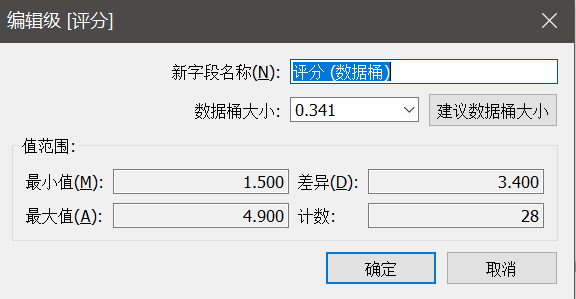 编辑级 [评分]
新字段名称(N): 评分 (数据桶)
数据桶大小: 0.341 建议数据桶大小
值范围:
最小值(M): 1.500 差异(D): 3.400
最大值(A): 4.900 计数: 28
确定 取消